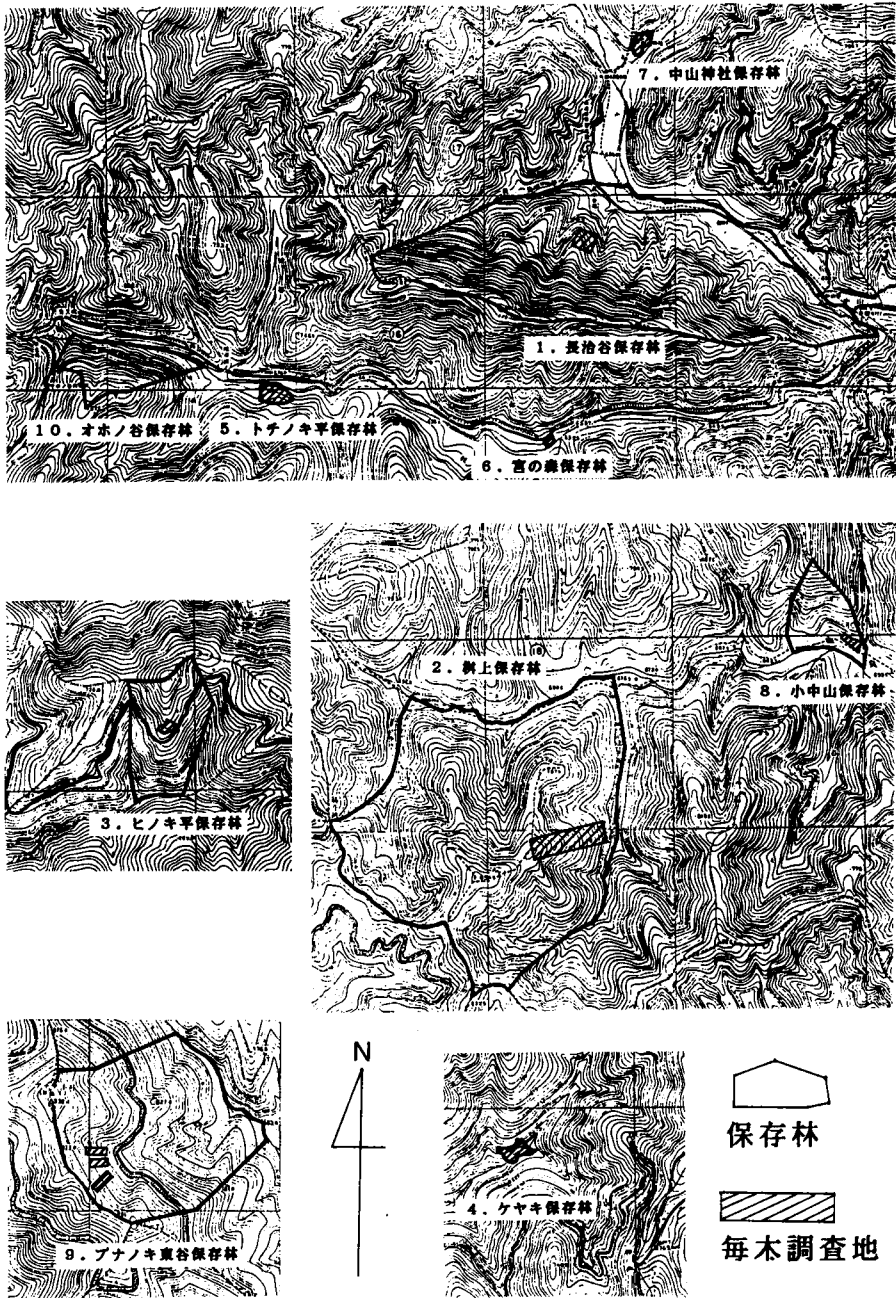 7．中山神社保存林
1．長治谷保存林
10．オホノ谷保存林
5．トチノキ平保存林
6．宮の森保存林
2．桝上保存林
8．小中山保存林
3．ヒノキ平保存林
N
保存林
4．ケヤキ保存林
9．ブナノキ東谷保存林
毎木調査地